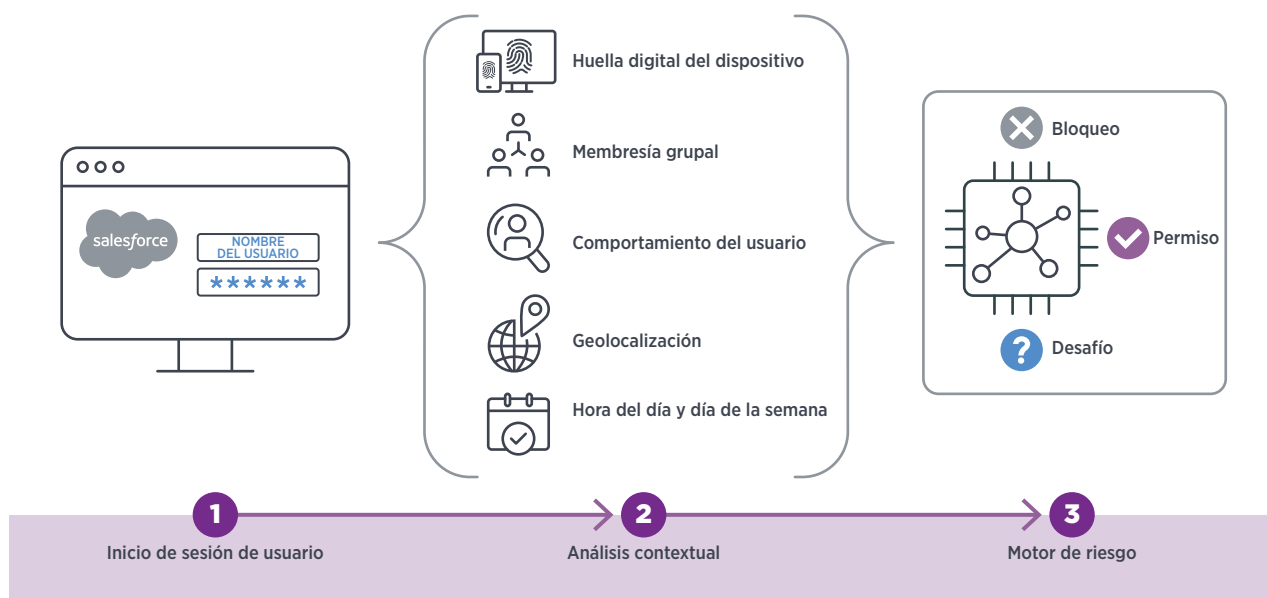 salesforce
NOMBRE
DEL USUARIO
******
Huella digital del dispositivo
Membresía grupal
Comportamiento del usuario
Geolocalización
Hora del día y día de la semana
Bloqueo
Permiso
?
Desafío
1
2
3
Inicio de sesión de usuario
Análisis contextual
Motor de riesgo